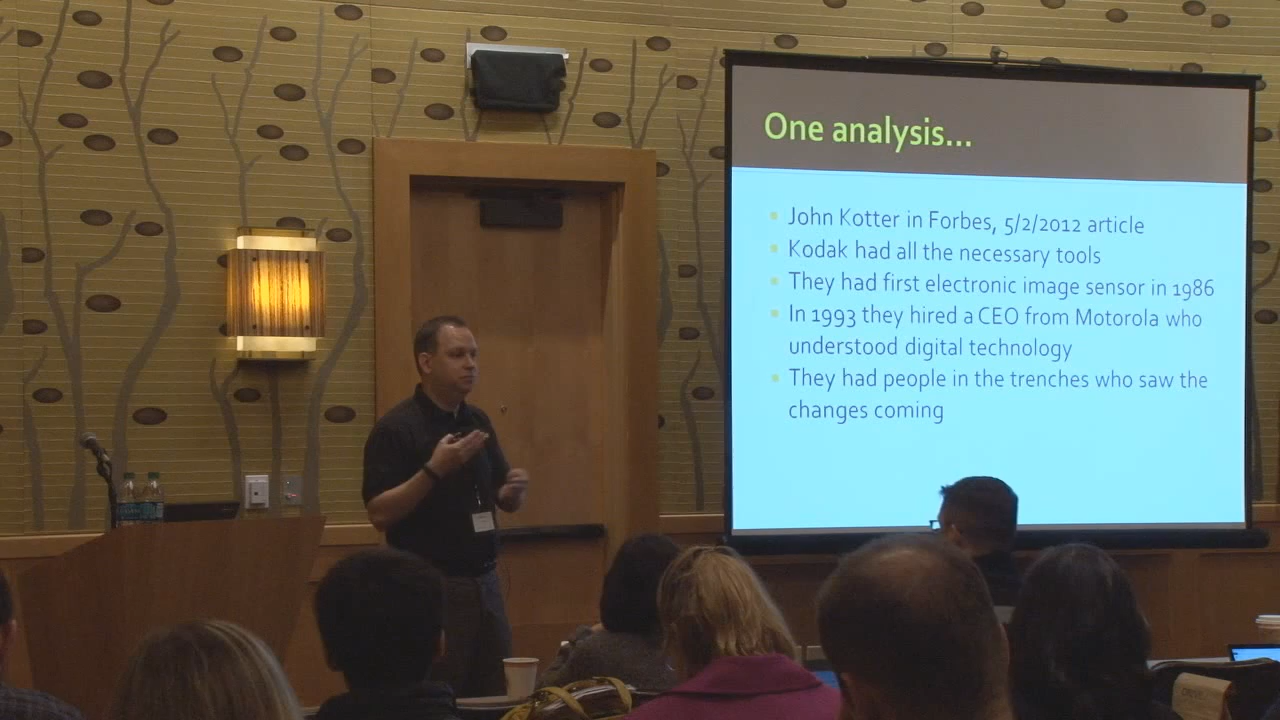 One analysis...
John Kotter in Forbes, 5/2/2012 article
Kodak had all the necessary tools
They had first electronic image sensor in 1986
In 1993 they hired a CEO from Motorola who
understood digital technology
They had people in the trenches who saw the
changes coming